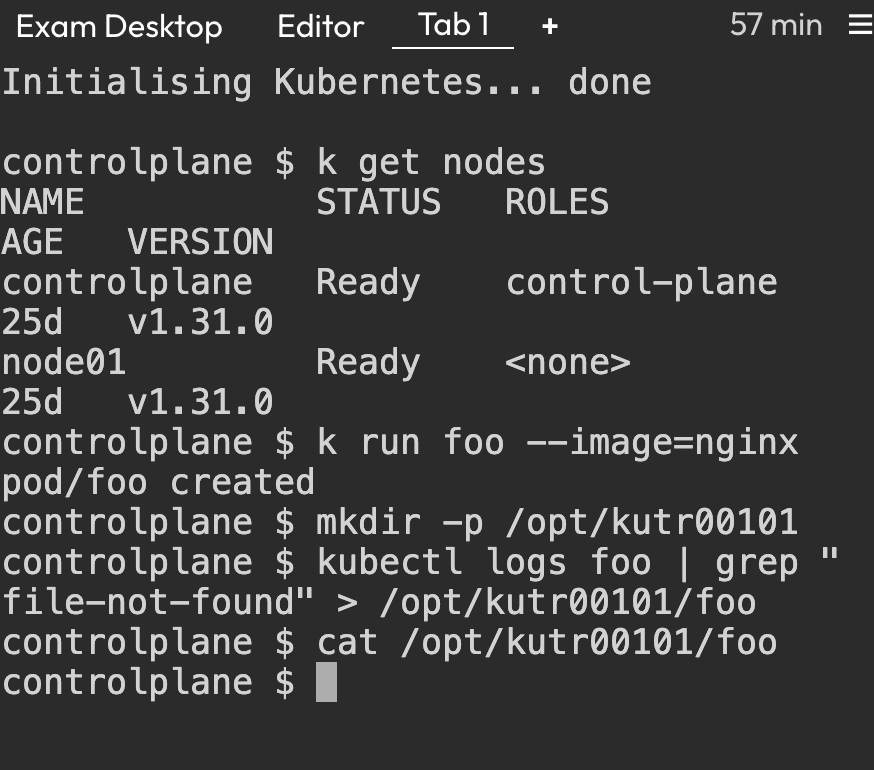 Exam Desktop Editor Tab 1 + 57 min
Initialising Kubernetes... done
controlplane $ k get nodes
NAME STATUS ROLES
AGE VERSION
controlplane Ready control-plane
25d v1.31.0
node01 Ready <none>
25d v1.31.0
controlplane $ k run foo --image=nginx
pod/foo created
controlplane $ mkdir -p /opt/kutr00101
controlplane $ kubectl logs foo | grep "
file-not-found" > /opt/kutr00101/foo
controlplane $ cat /opt/kutr00101/foo
controlplane $